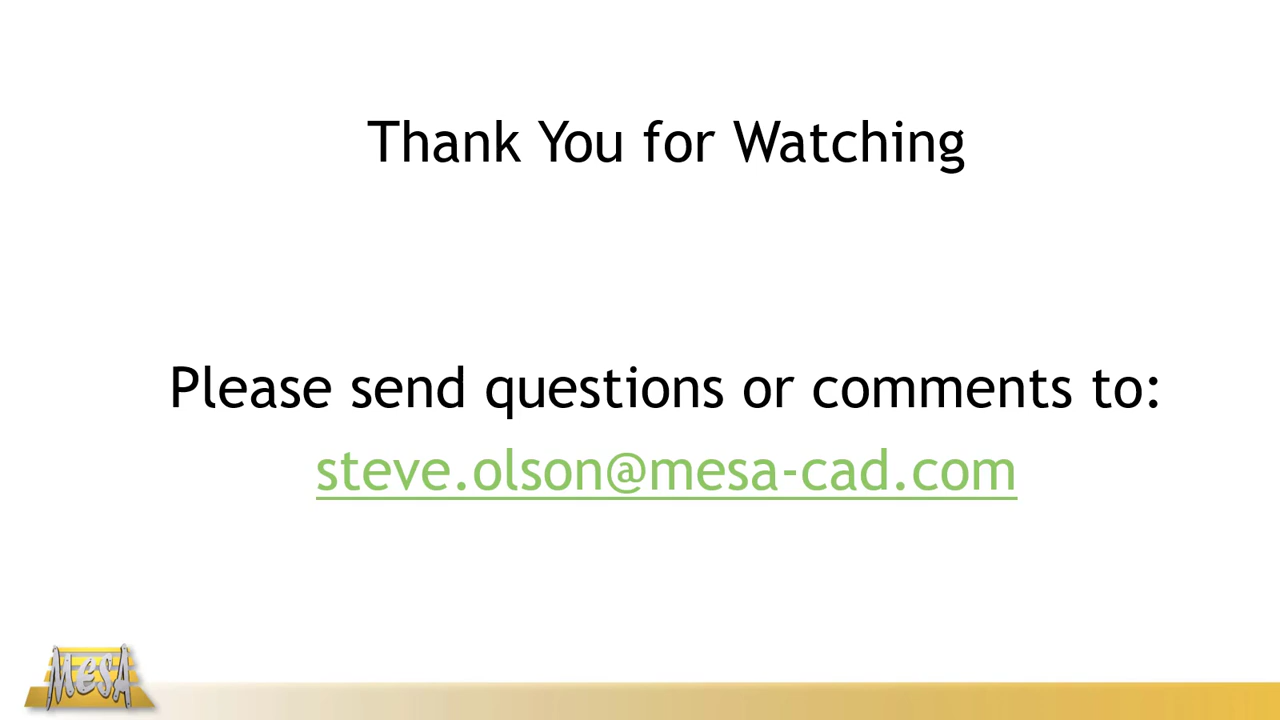 Thank You for Watching
Please send questions or comments to:
steve.olson@mesa-cad.com
MESA